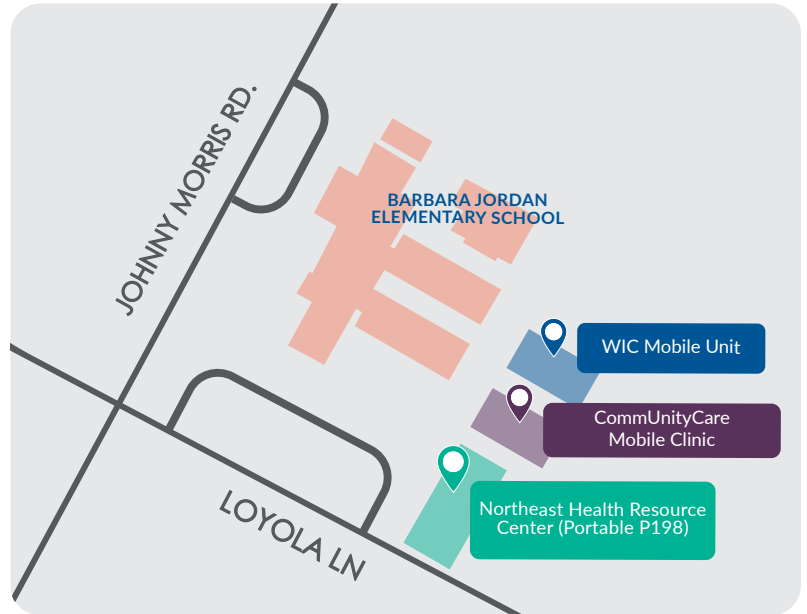 JOHNNY MORRIS RD.
BARBARA JORDAN
ELEMENTARY SCHOOL
WIC Mobile Unit
CommUnityCare
Mobile Clinic
Northeast Health Resource
Center (Portable P198)
LOYOLA LN